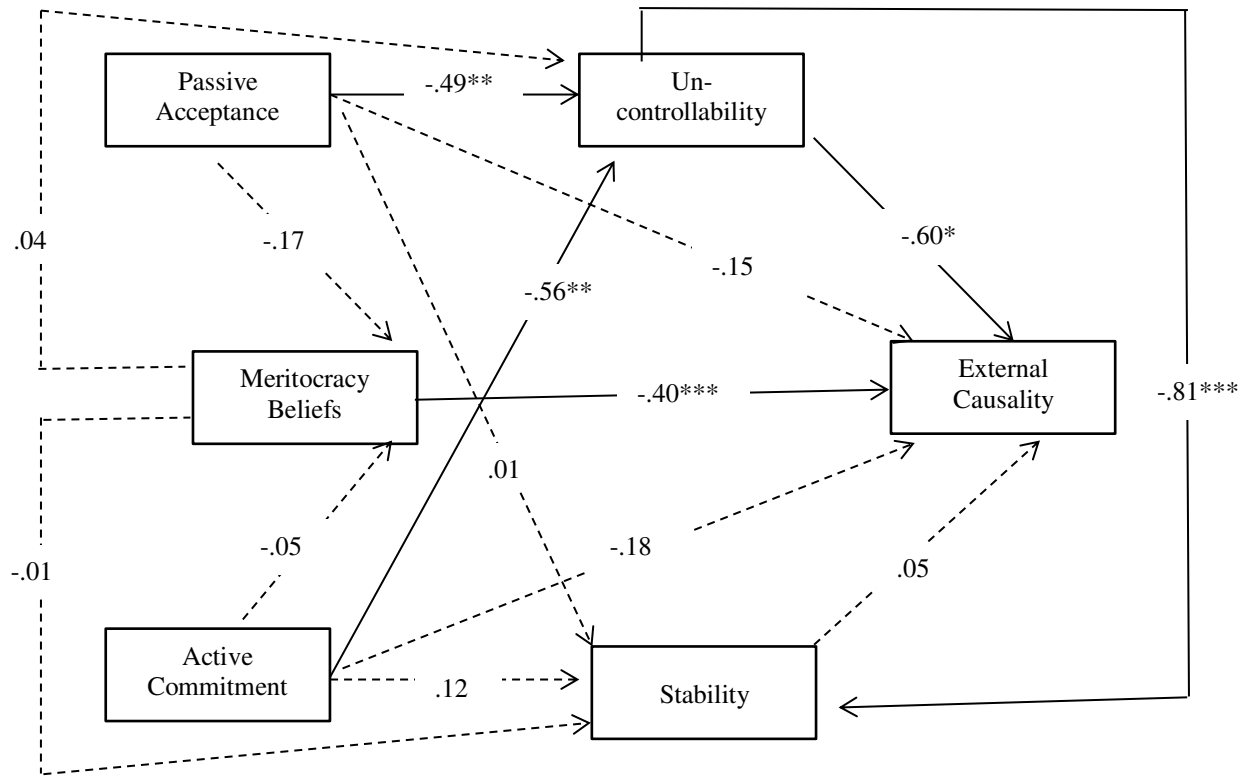 Passive
Acceptance
-.49**
Un-
controllability
.04
-.17
-.60*
-.15
-.56**
Meritocracy
Beliefs
-.40***
External
Causality
-.81***
.01
-.05
-.18
.05
-.01
Active
Commitment
.12
Stability